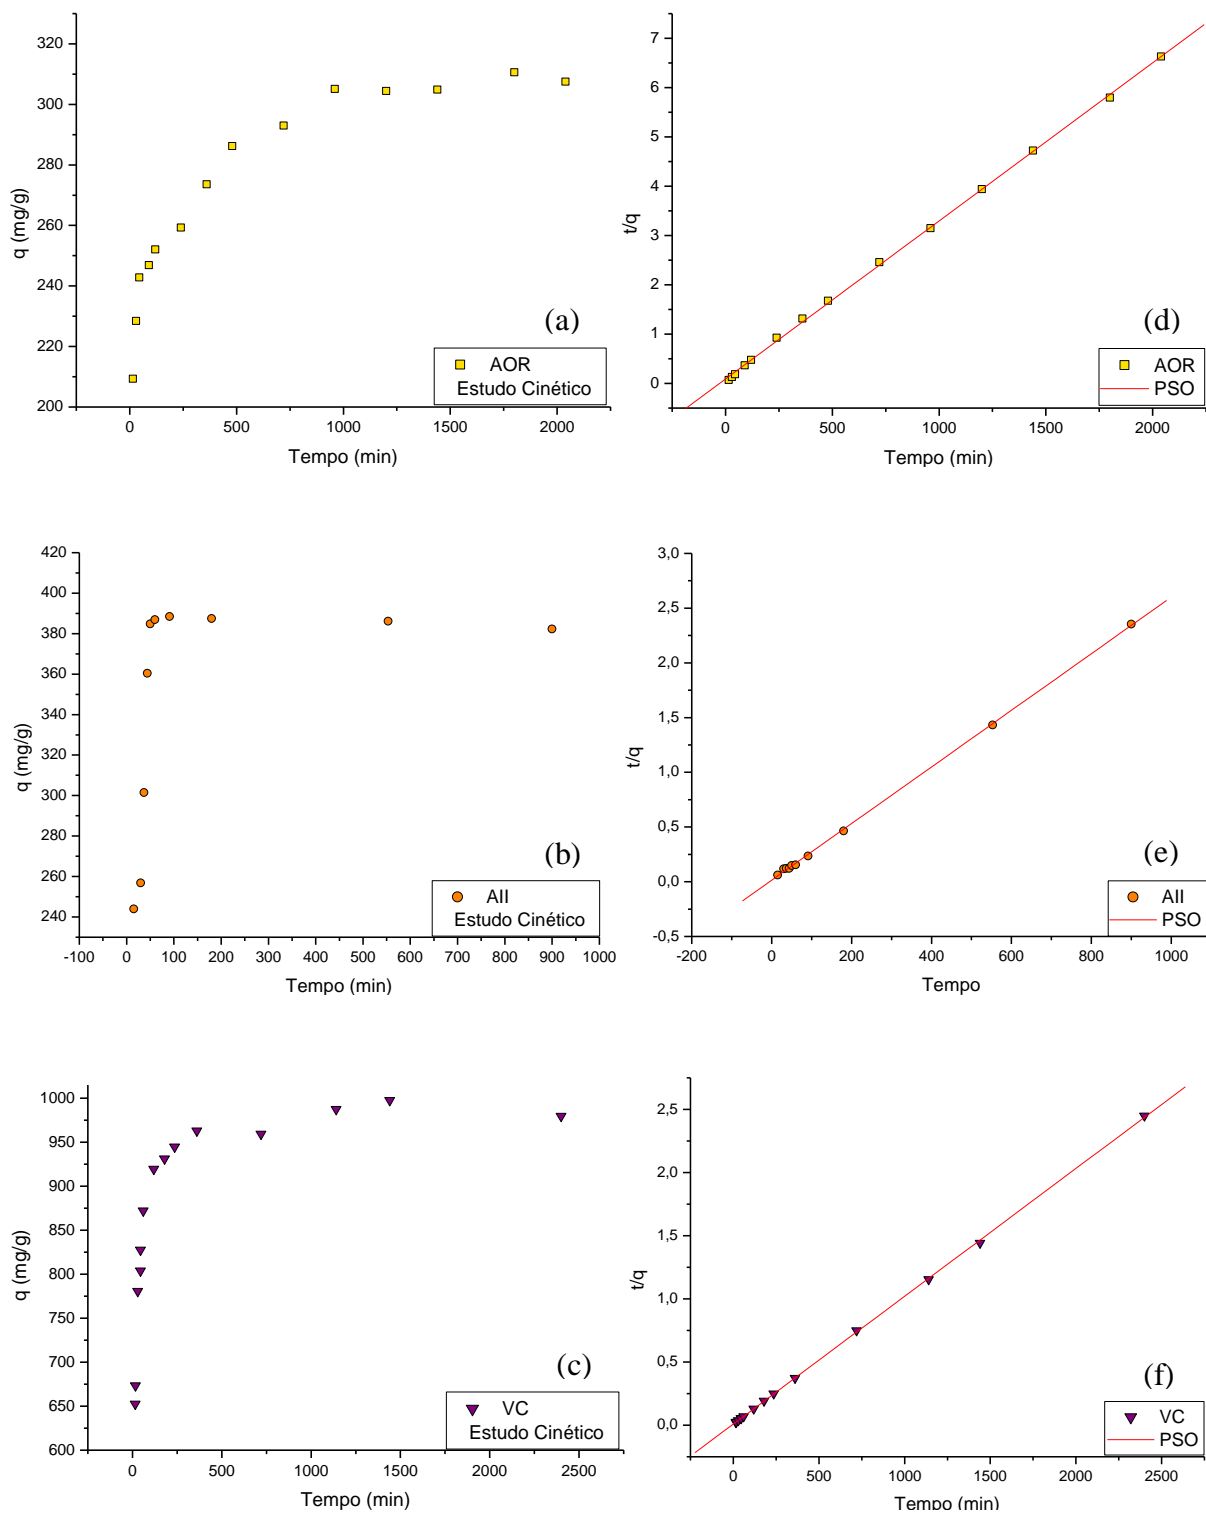 320
300
280
260
240
220
200
q (mg/g)
(a)
AOR
Estudo Cinético
0 500 1000 1500 2000
Tempo (min)
7
6
5
4
3
2
1
0
t/q
(d)
AOR
PSO
0 500 1000 1500 2000
Tempo (min)
420
400
380
360
340
320
300
280
260
240
q (mg/g)
(b)
AII
Estudo Cinético
-100 0 100 200 300 400 500 600 700 800 900 1000
Tempo (min)
3,0
2,5
2,0
1,5
1,0
0,5
0,0
-0,5
t/q
(e)
AII
PSO
-200 0 200 400 600 800 1000
Tempo
1000
950
900
850
800
750
700
650
600
q (mg/g)
(c)
VC
Estudo Cinético
0 500 1000 1500 2000 2500
Tempo (min)
2,5
2,0
1,5
1,0
0,5
0,0
t/q
(f)
VC
PSO
0 500 1000 1500 2000 2500
Tempo (min)